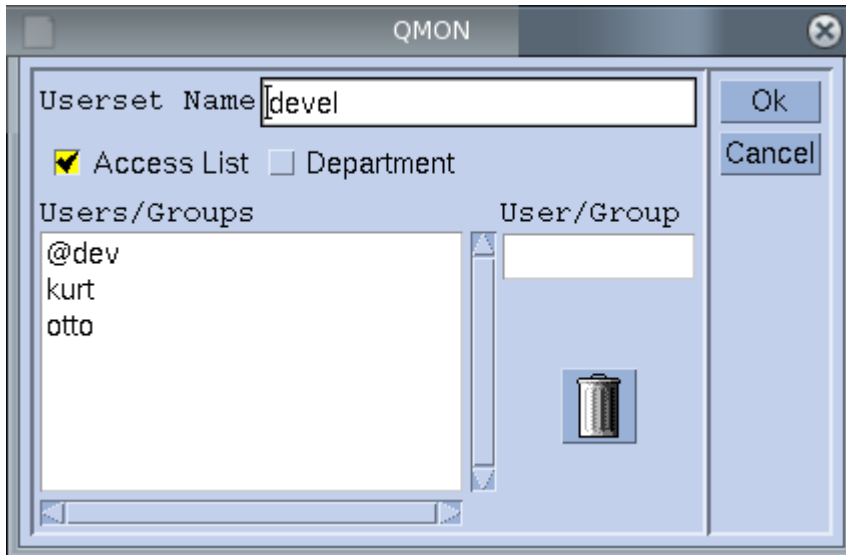 QMON
Userset Name devel
Ok
Access List Department
Cancel
Users/Groups User/Group
@dev
kurt
otto